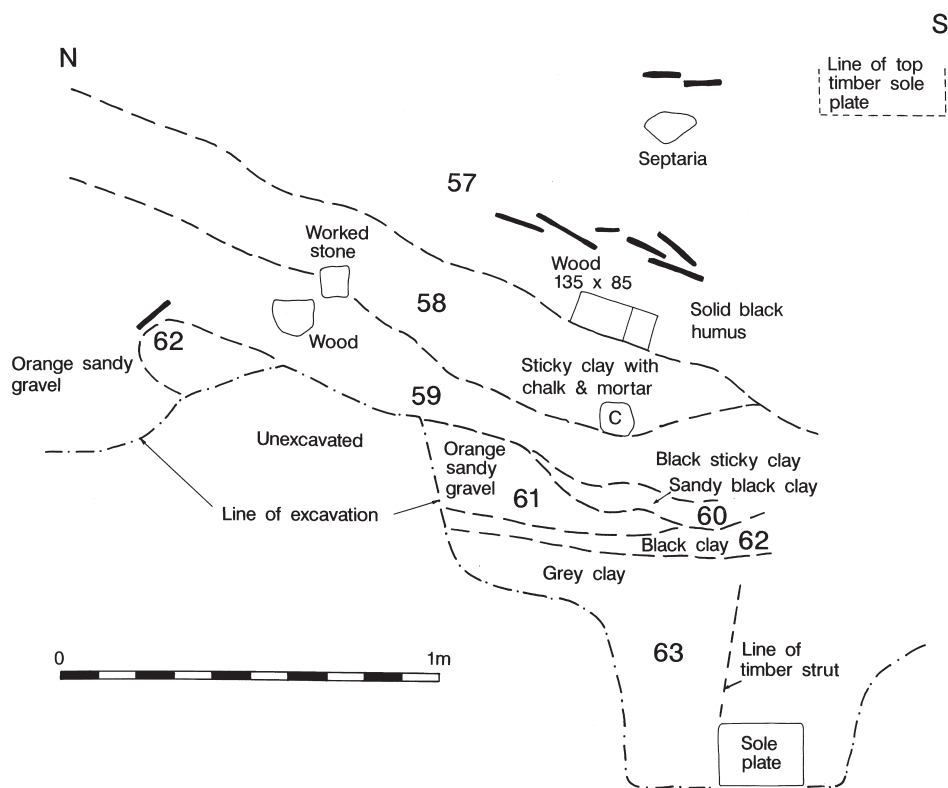 N
S
Line of top
timber sole
plate
Septaria
57
Worked
stone
Wood
135 x 85
58
Solid black
humus
62
Wood
Orange sandy
gravel
Sticky clay with
chalk & mortar
59
C
Unexcavated
Orange
sandy
gravel
Black sticky clay
Sandy black clay
61
60
Line of excavation
Black clay
62
Grey clay
63
0
1m
Line of
timber strut
Sole
plate